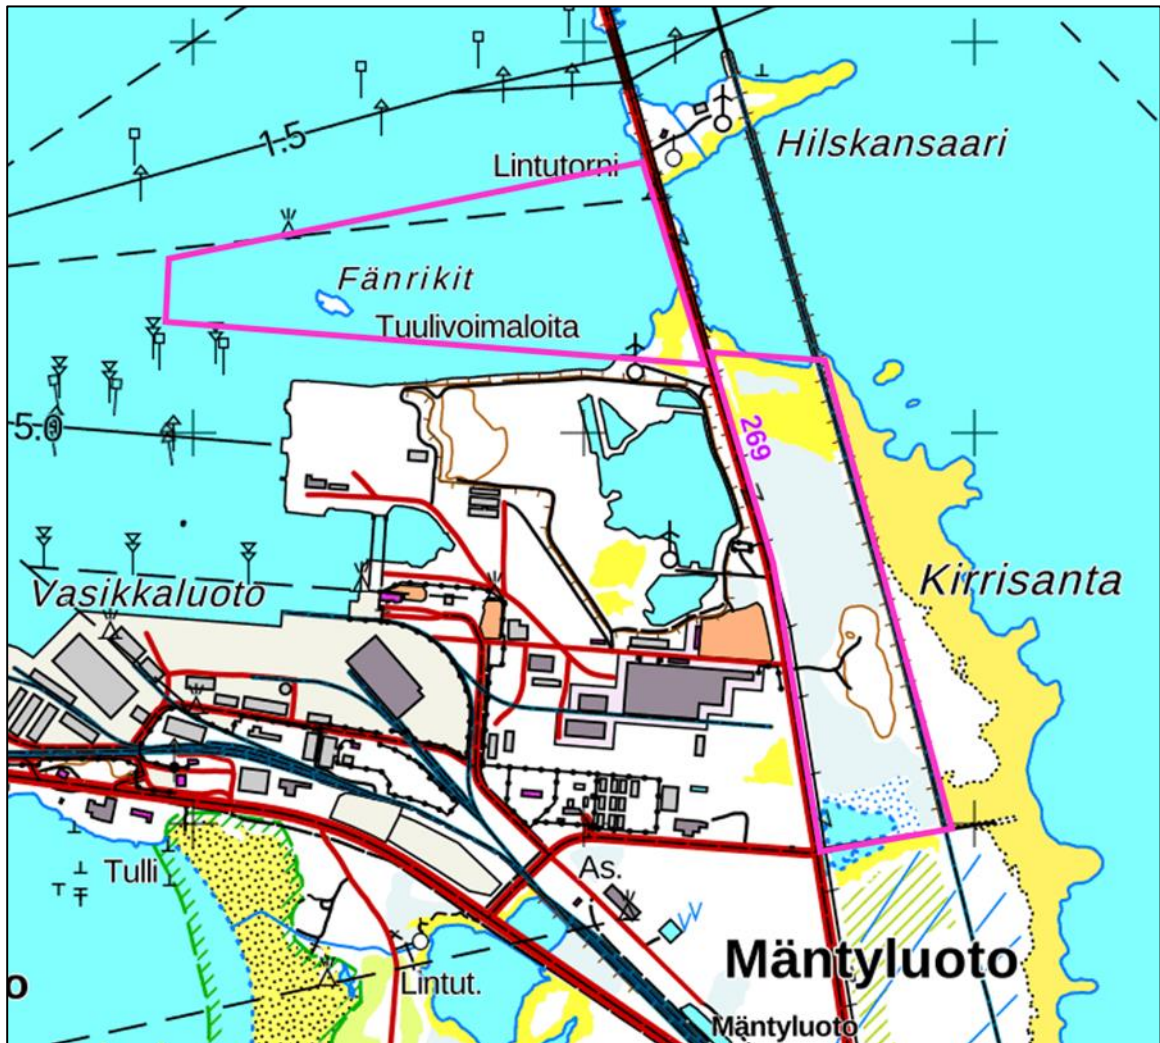 1.5
Hilskansaari
Lintutorni
Fänrikit
Tuulivoimaloita
269
5.0
Kirrisanta
Vasikkaluoto
Tulli
As.
Mäntyluoto
Lintut.
o
Mäntyluoto